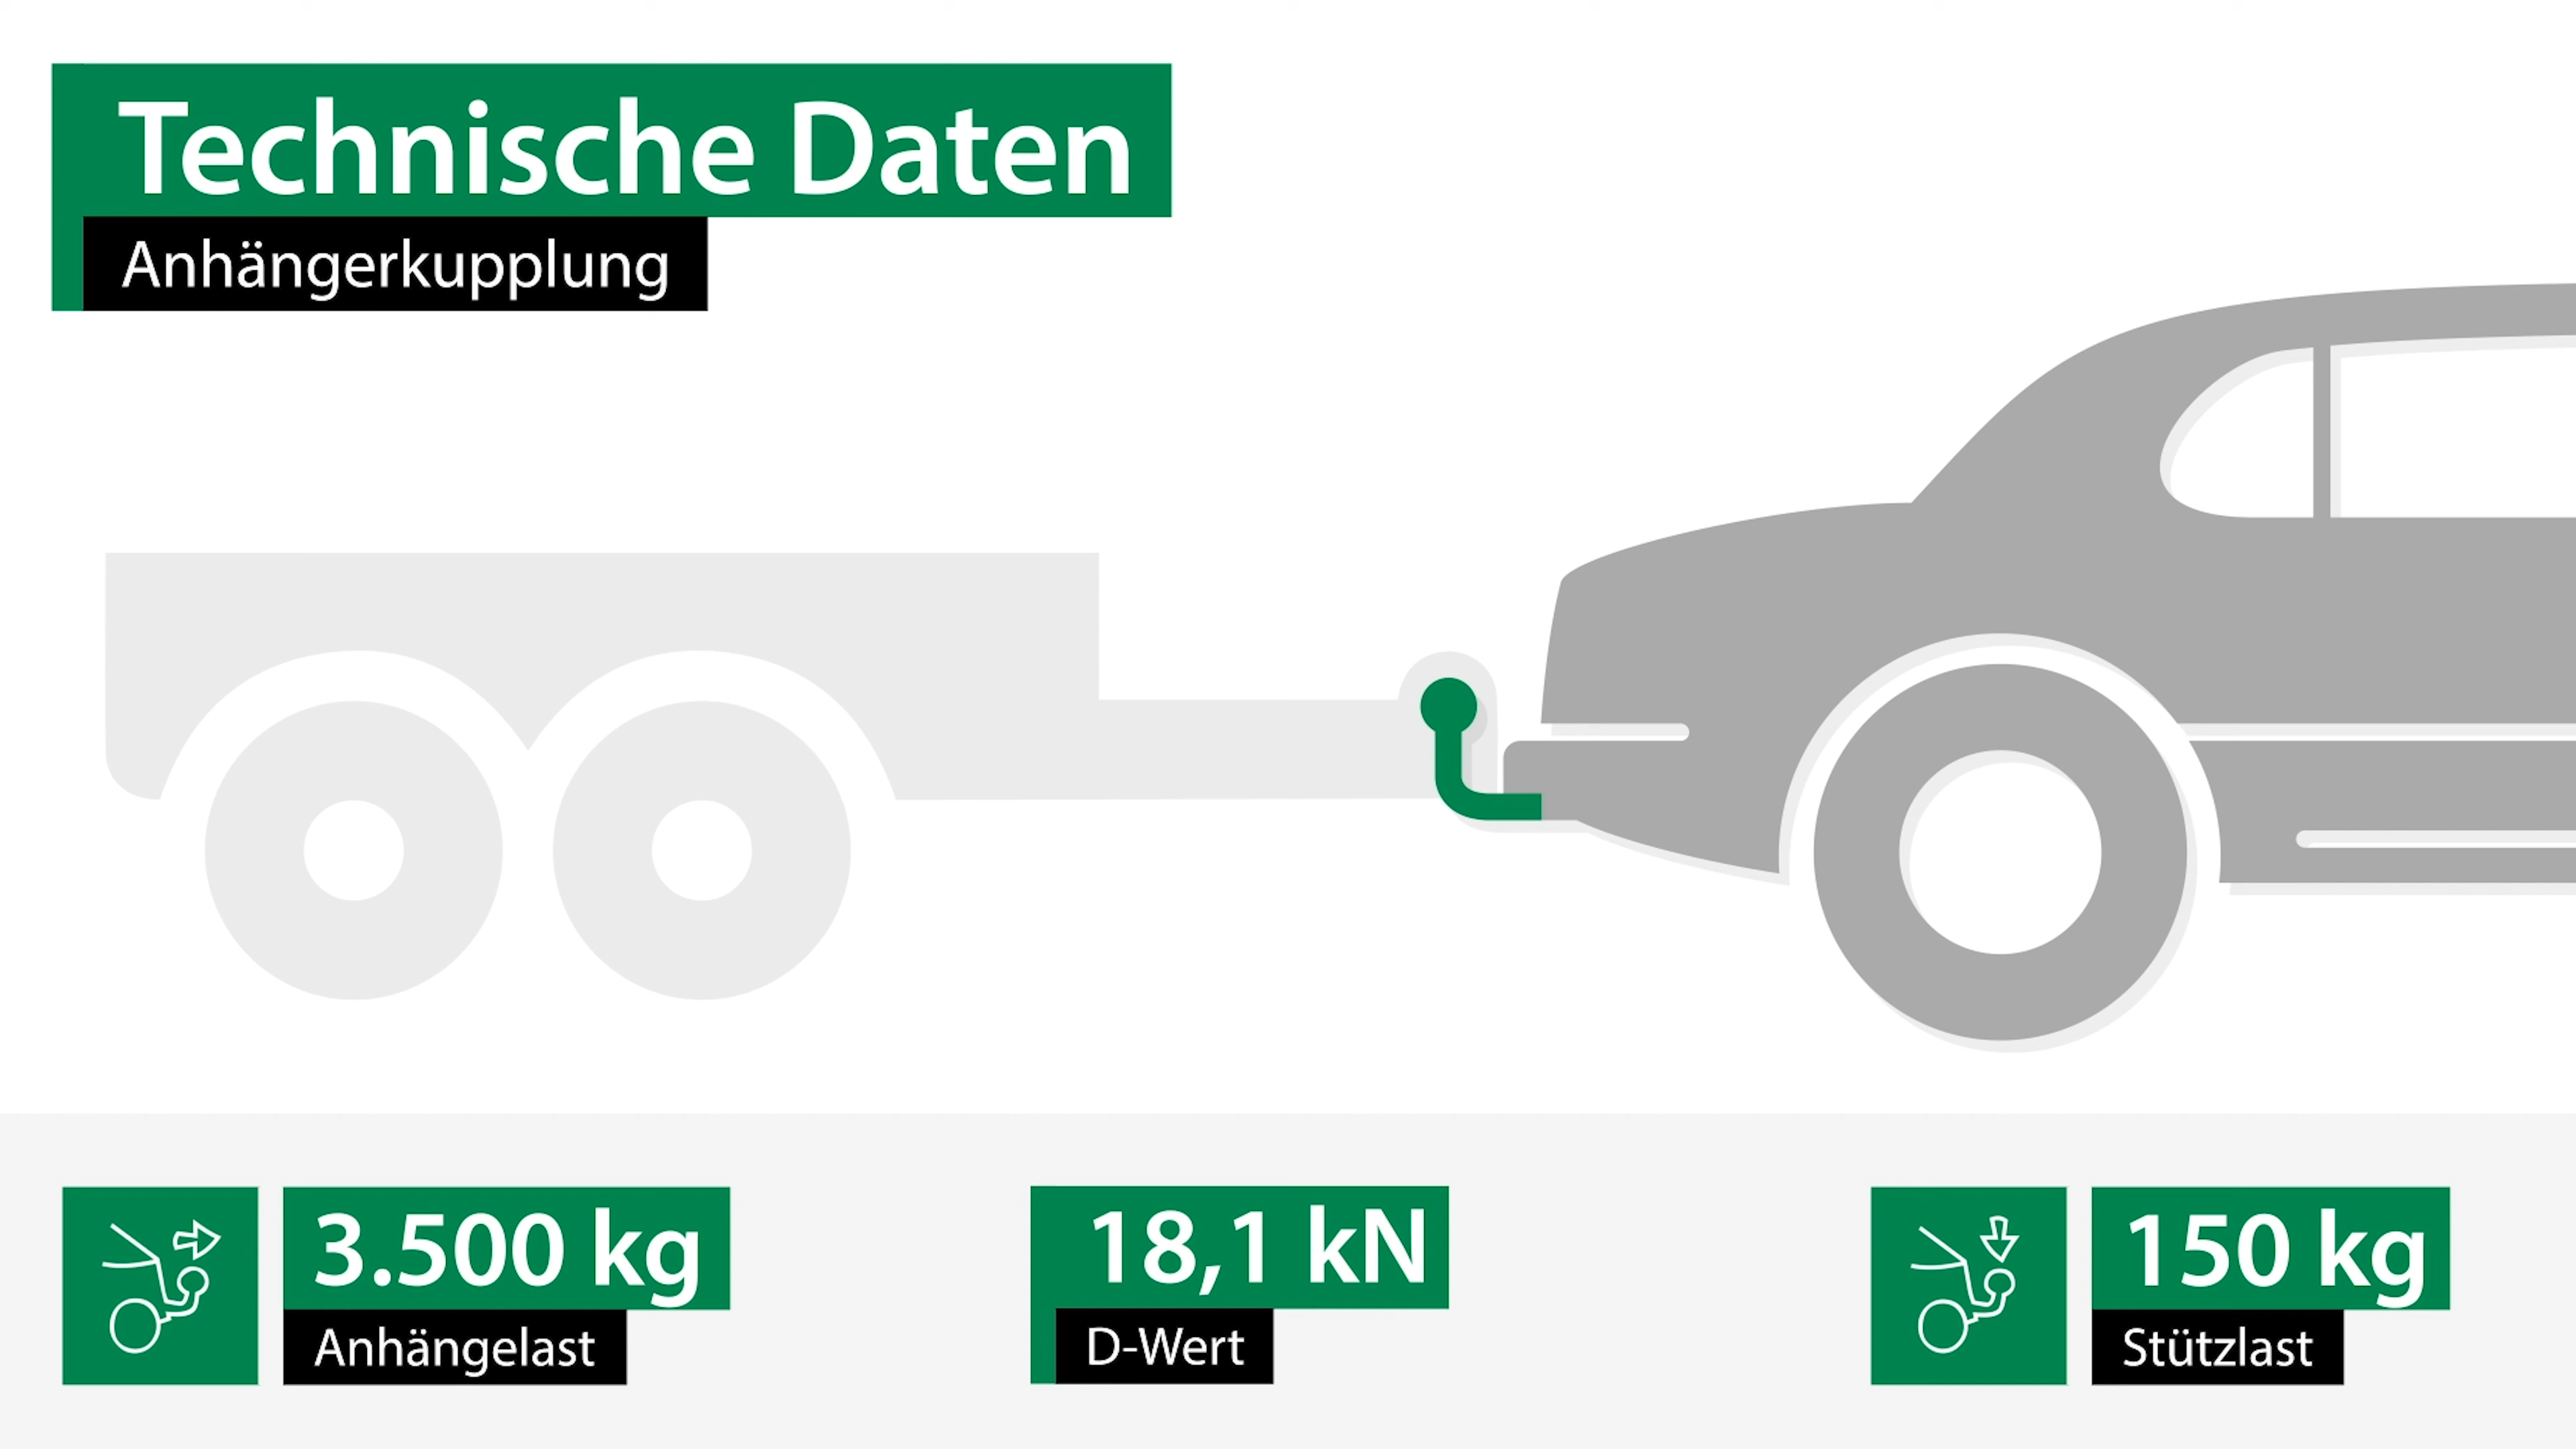 Technische Daten
Anhängerkupplung
3.500 kg
Anhängelast
18,1 kN
D-Wert
150 kg
Stützlast